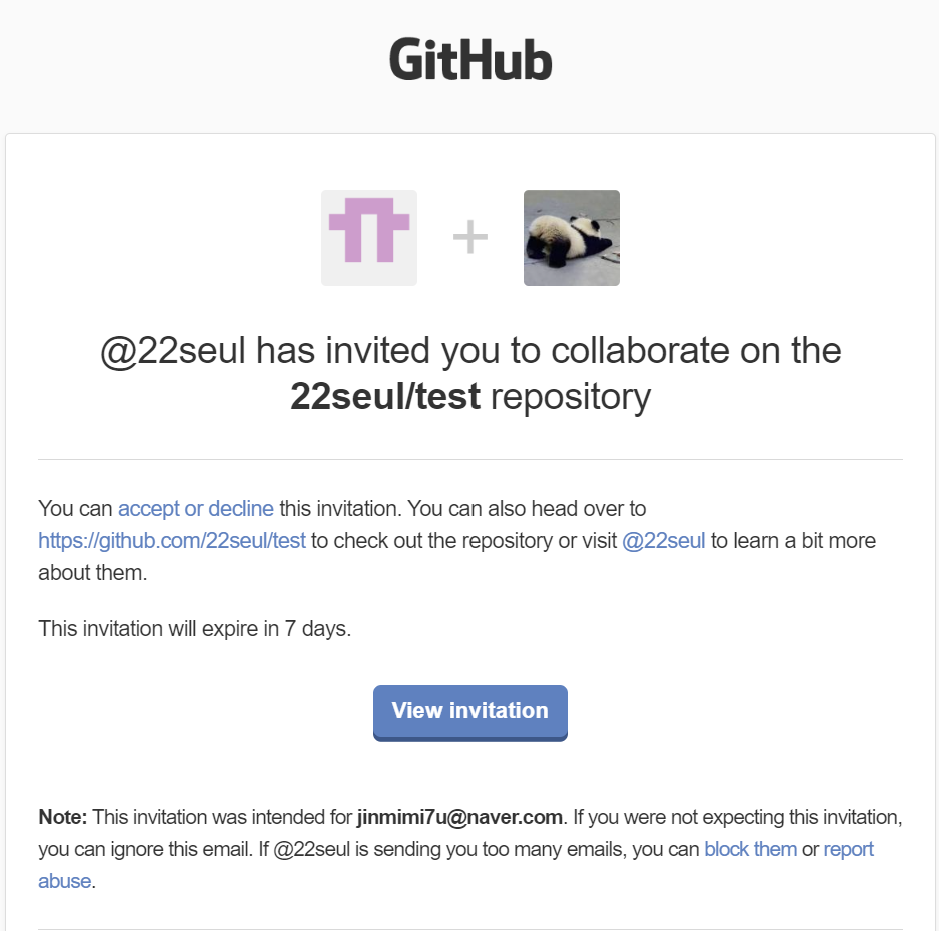 GitHub
@22seul has invited you to collaborate on the
22seul/test repository
You can accept or decline this invitation. You can also head over to
https://github.com/22seul/test to check out the repository or visit @22seul to learn a bit more
about them.
This invitation will expire in 7 days.
View invitation
Note: This invitation was intended for jinmimi7u@naver.com. If you were not expecting this invitation,
you can ignore this email. If @22seul is sending you too many emails, you can block them or report
abuse.